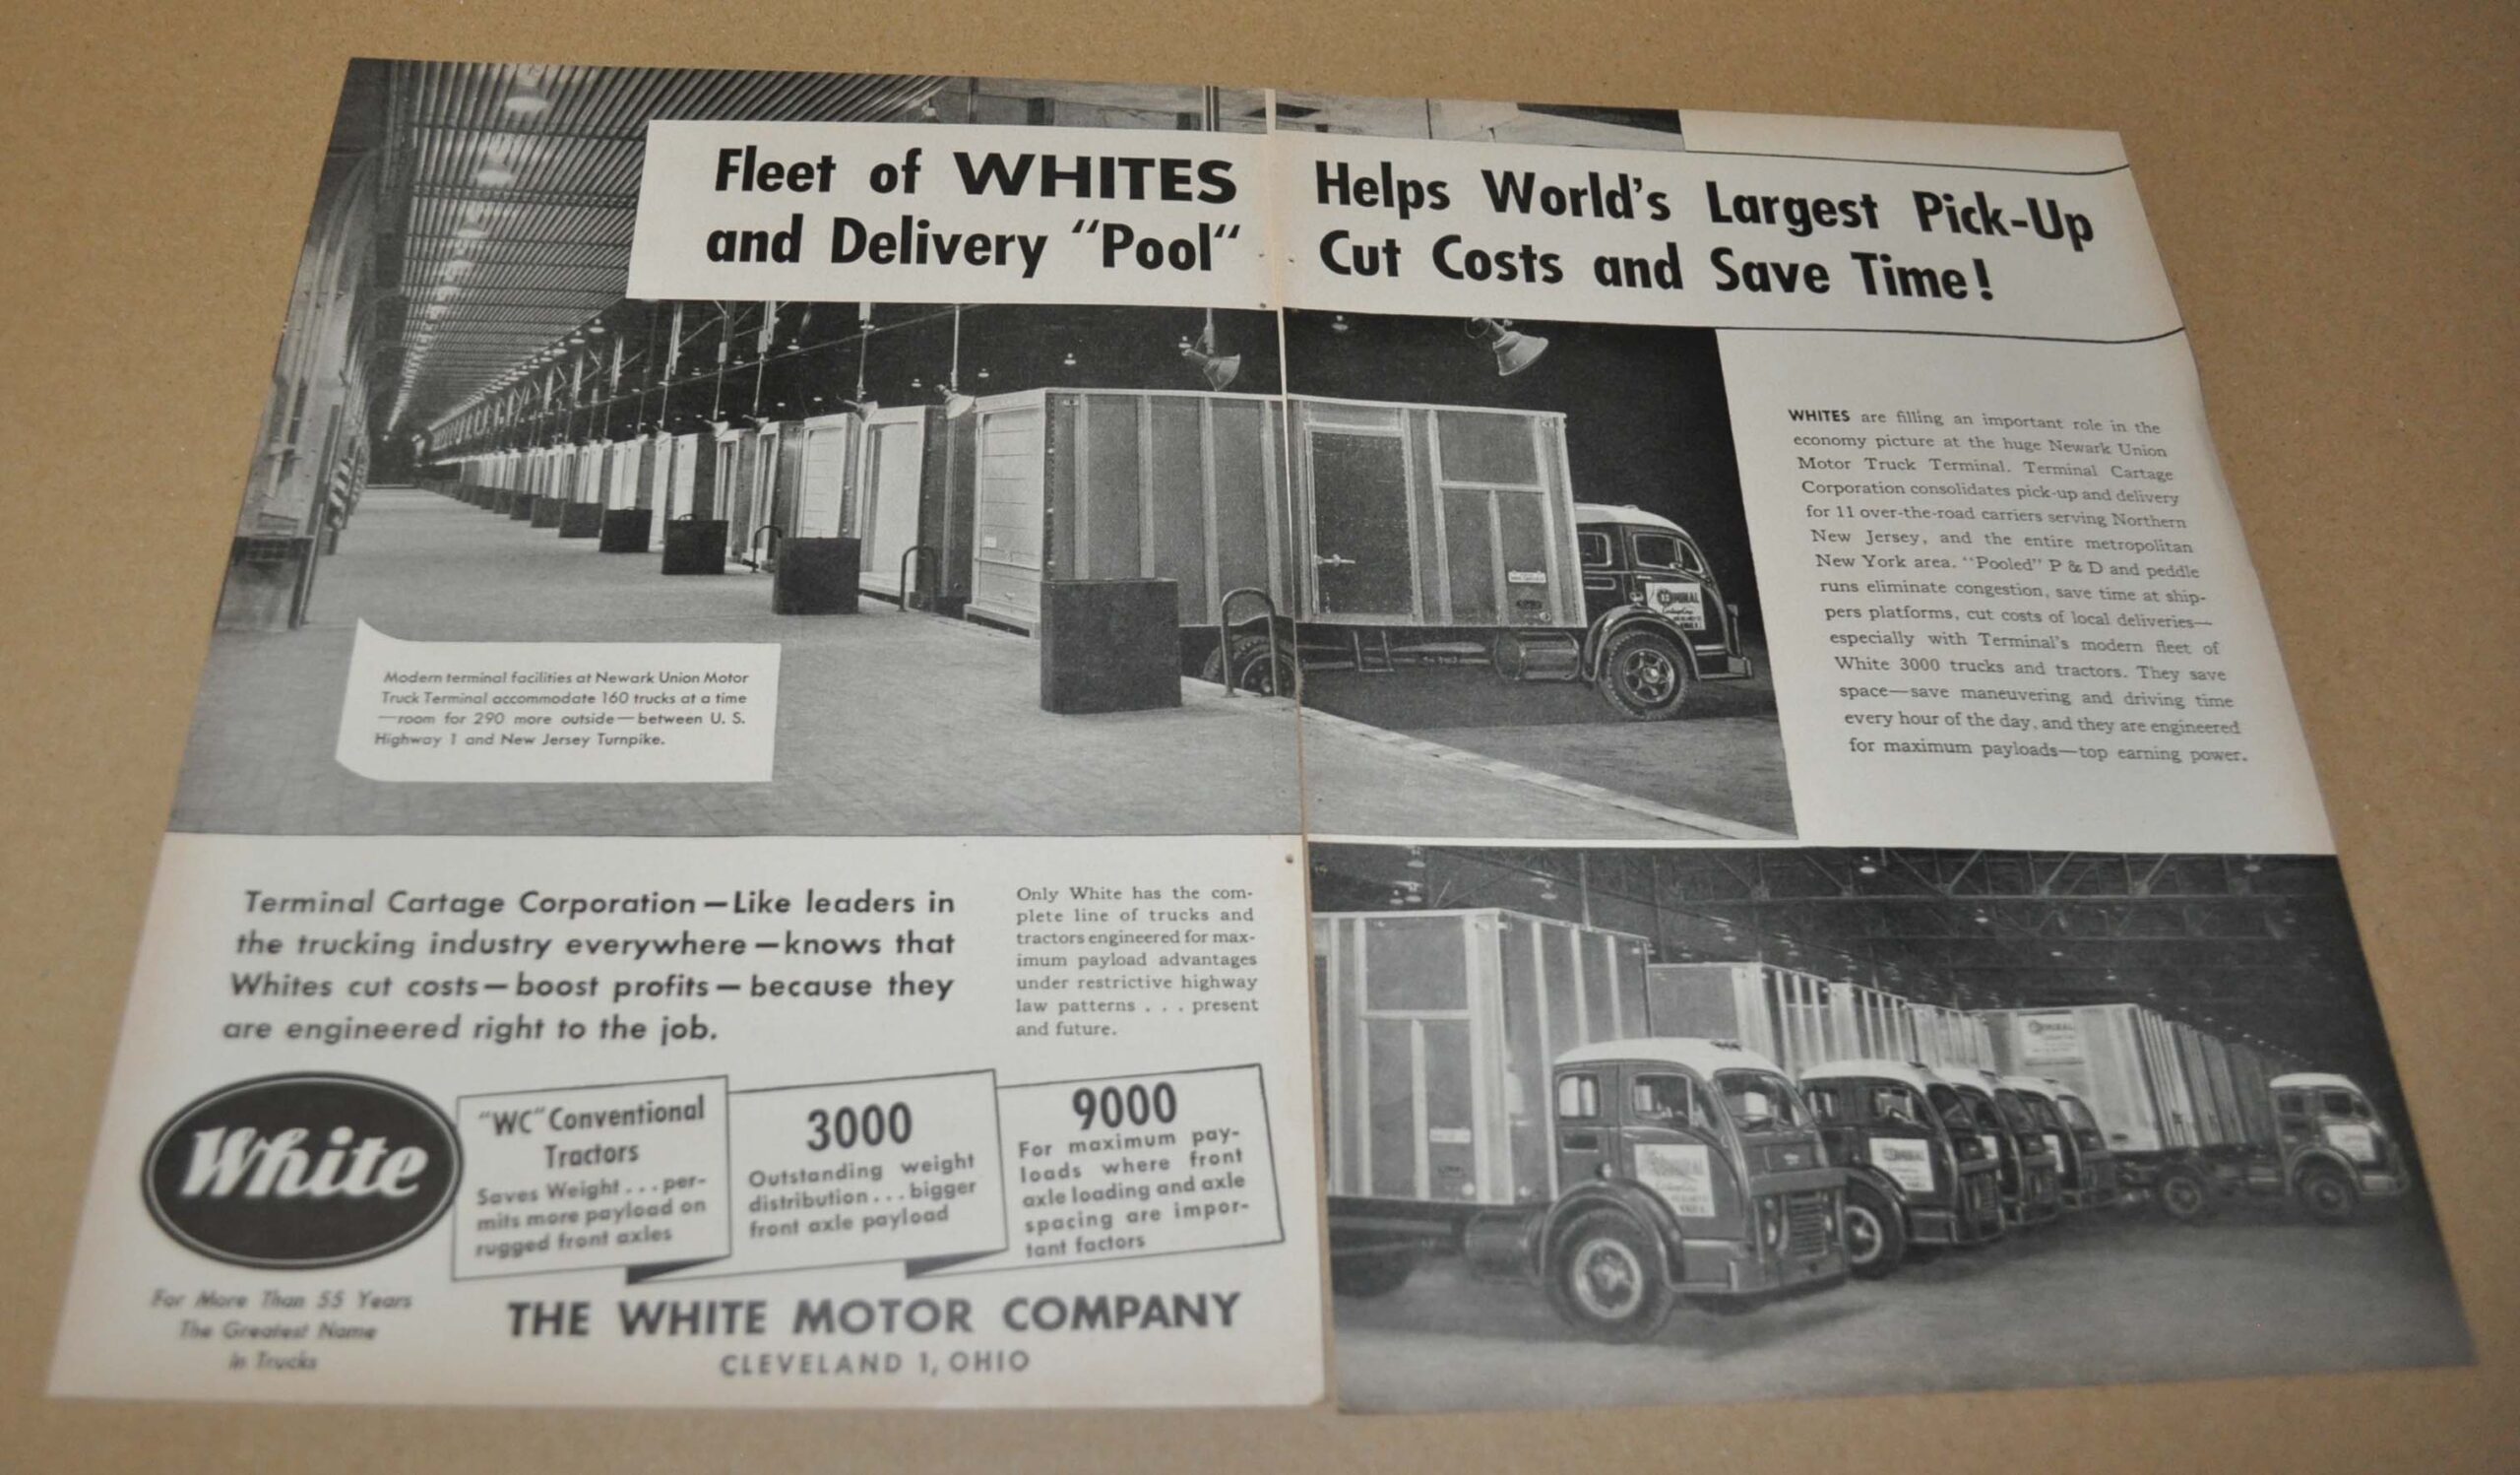 Fleet of WHITES Helps World's Largest Pick-Up
and Delivery "Pool" Cut Costs and Save Time!
WHITES are filling an important role in the
economy picture at the huge Newark Union
Motor Truck Terminal. Terminal Cartage
Corporation consolidates pick-up and delivery
for 11 over-the-road carriers serving Northern
New Jersey, and the entire metropolitan
New York area. "Pooled" P & D and peddle
runs eliminate congestion, save time at ship-
pers platforms, cut costs of local deliveries—
especially with Terminal's modern fleet of
White 3000 trucks and tractors. They save
space—save maneuvering and driving time
every hour of the day, and they are engineered
for maximum payloads—top earning power.
Modern terminal facilities at Newark Union Motor
Truck Terminal accommodate 160 trucks at a time
—room for 290 more outside—between U. S.
Highway 1 and New Jersey Turnpike.
Terminal Cartage Corporation—Like leaders in
the trucking industry everywhere—knows that
Whites cut costs—boost profits—because they
are engineered right to the job.
Only White has the com-
plete line of trucks and
tractors engineered for max-
imum payload advantages
under restrictive highway
law patterns . . . present
and future.
White
"WC" Conventional
Tractors
Saves Weight . . . per-
mits more payload on
rugged front axles
3000
Outstanding weight
distribution . . . bigger
front axle payload
9000
For maximum pay-
loads where front
axle loading and axle
spacing are impor-
tant factors
For More Than 55 Years
The Greatest Name
in Trucks
THE WHITE MOTOR COMPANY
CLEVELAND 1, OHIO